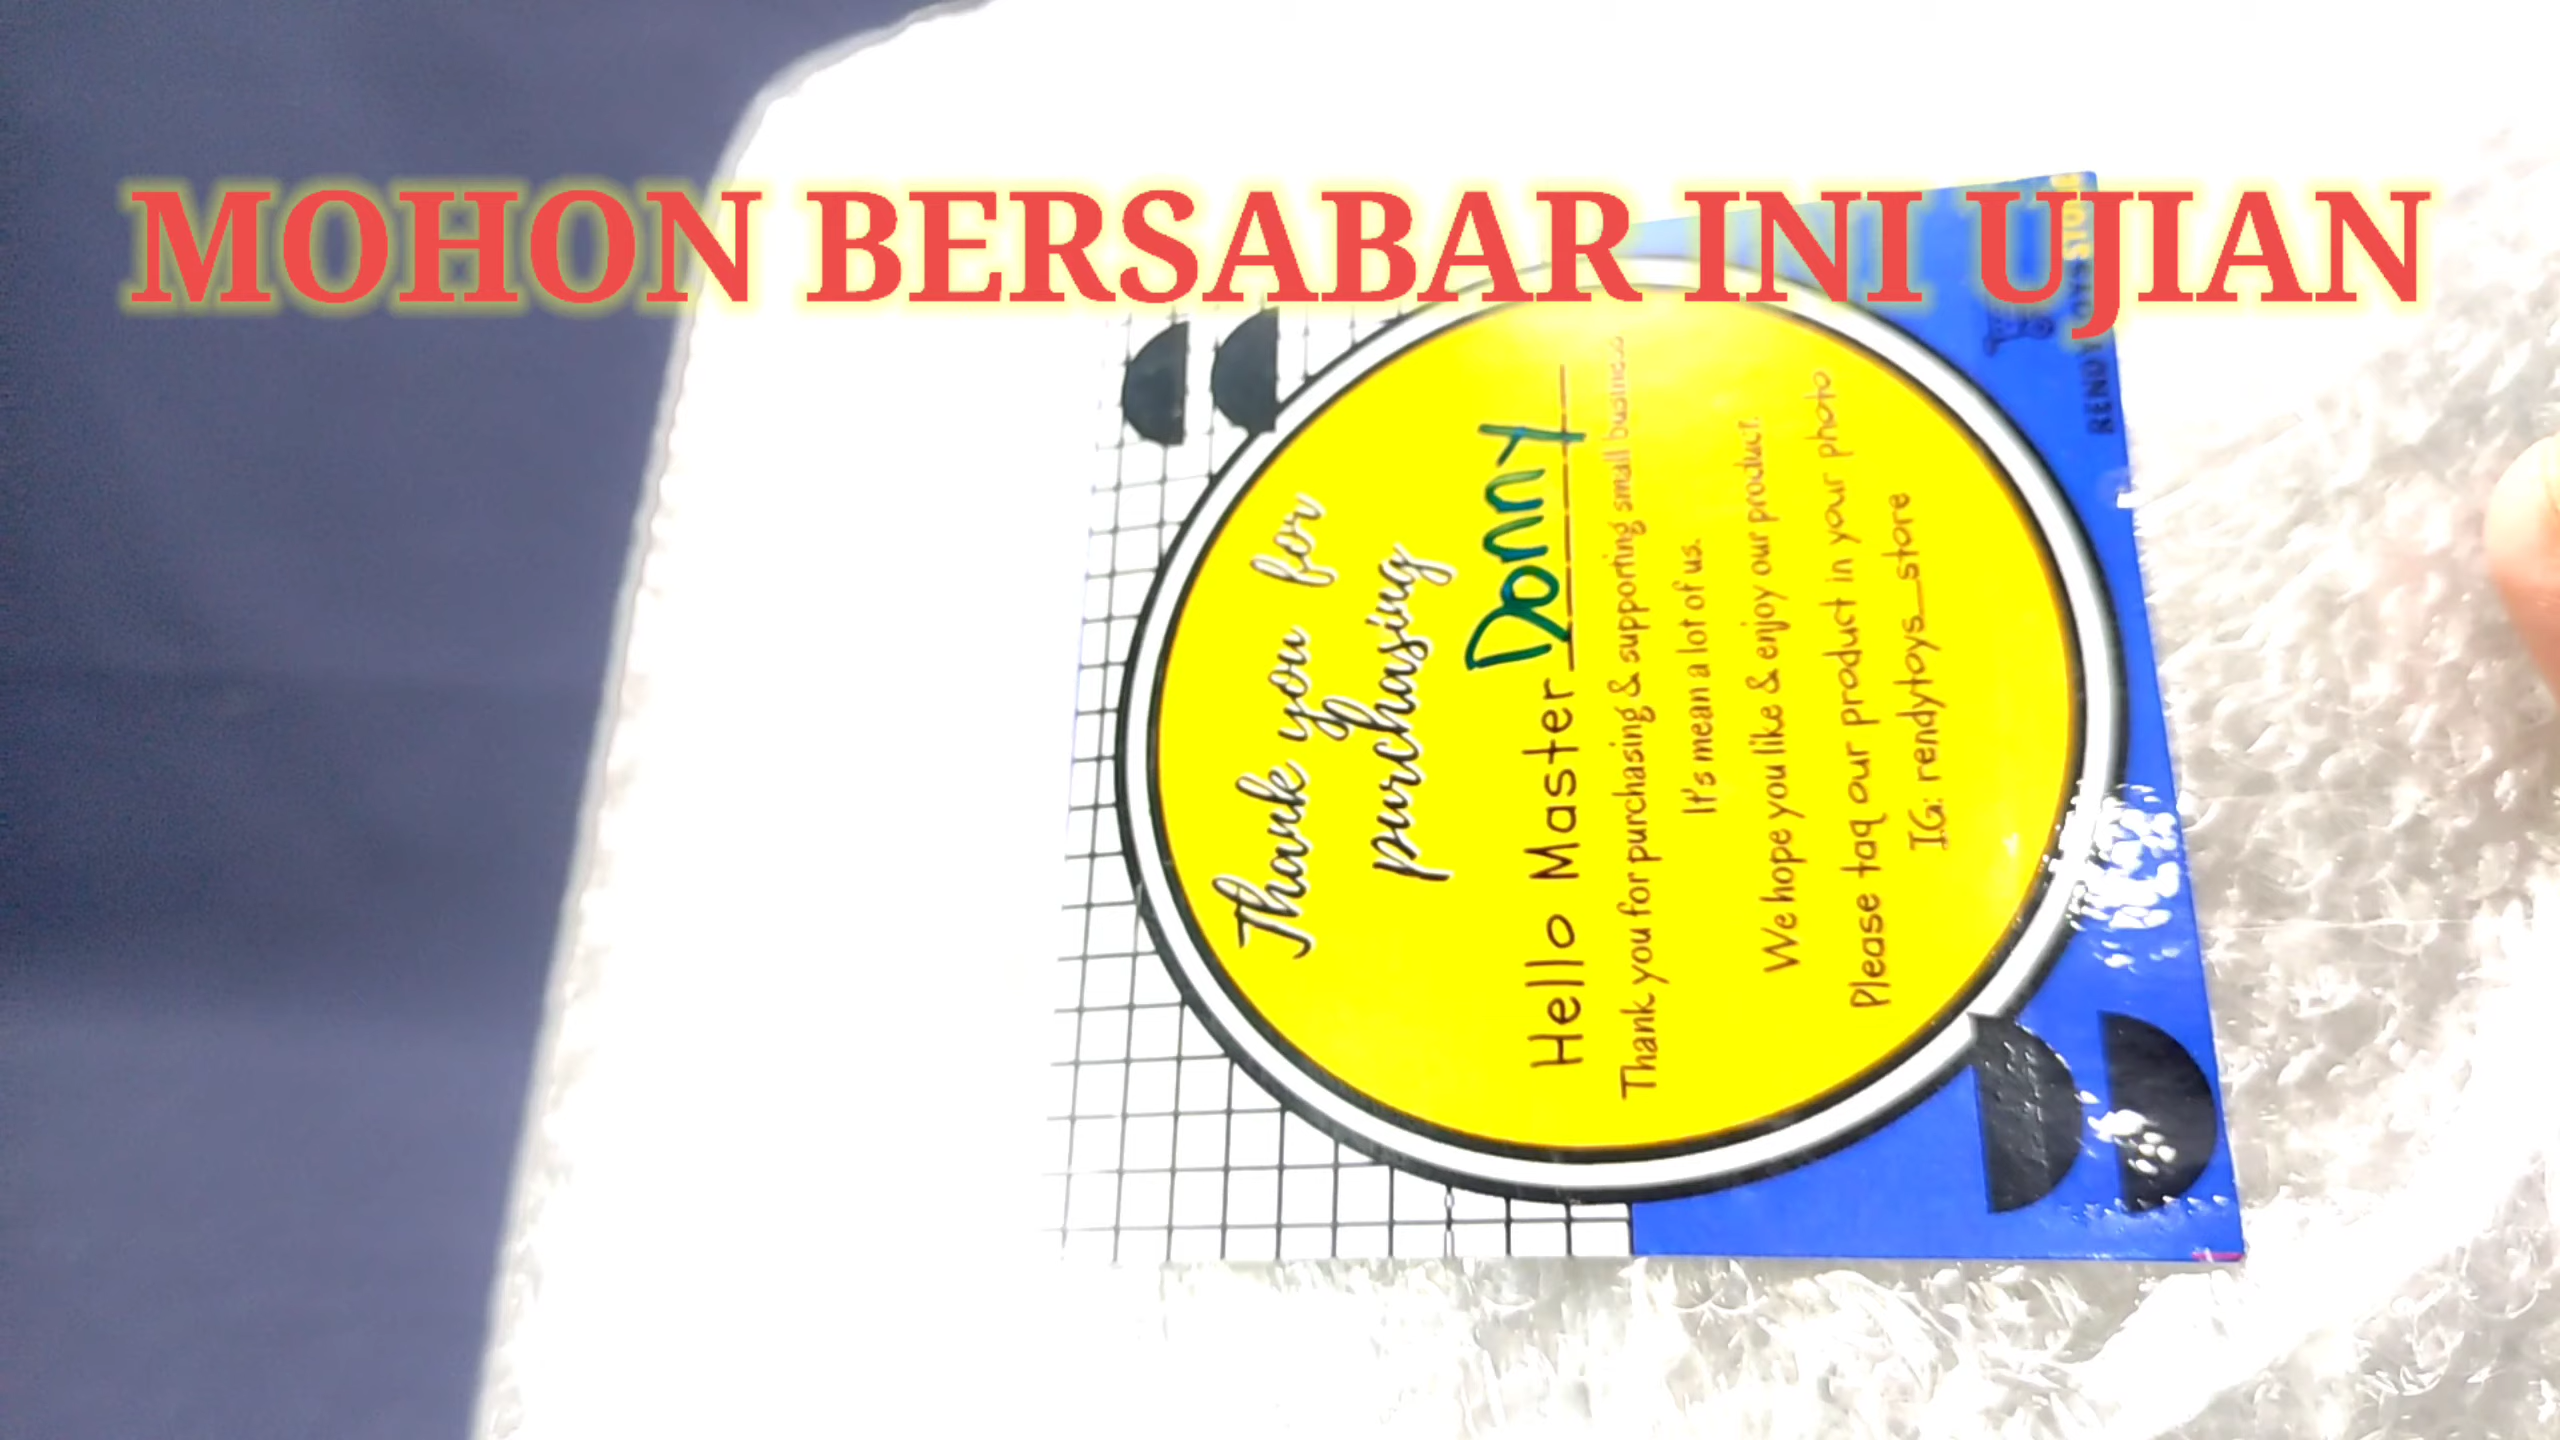 MOHON BERSABAR INI UJIAN
Thank you for
purchasing
Hello Master Donny
Thank you for purchasing & supporting small business
It's mean a lot of us.
We hope you like & enjoy our product.
Please tag our product in your photo
IG: rendytoys_store
RENDYTOYSSTORE